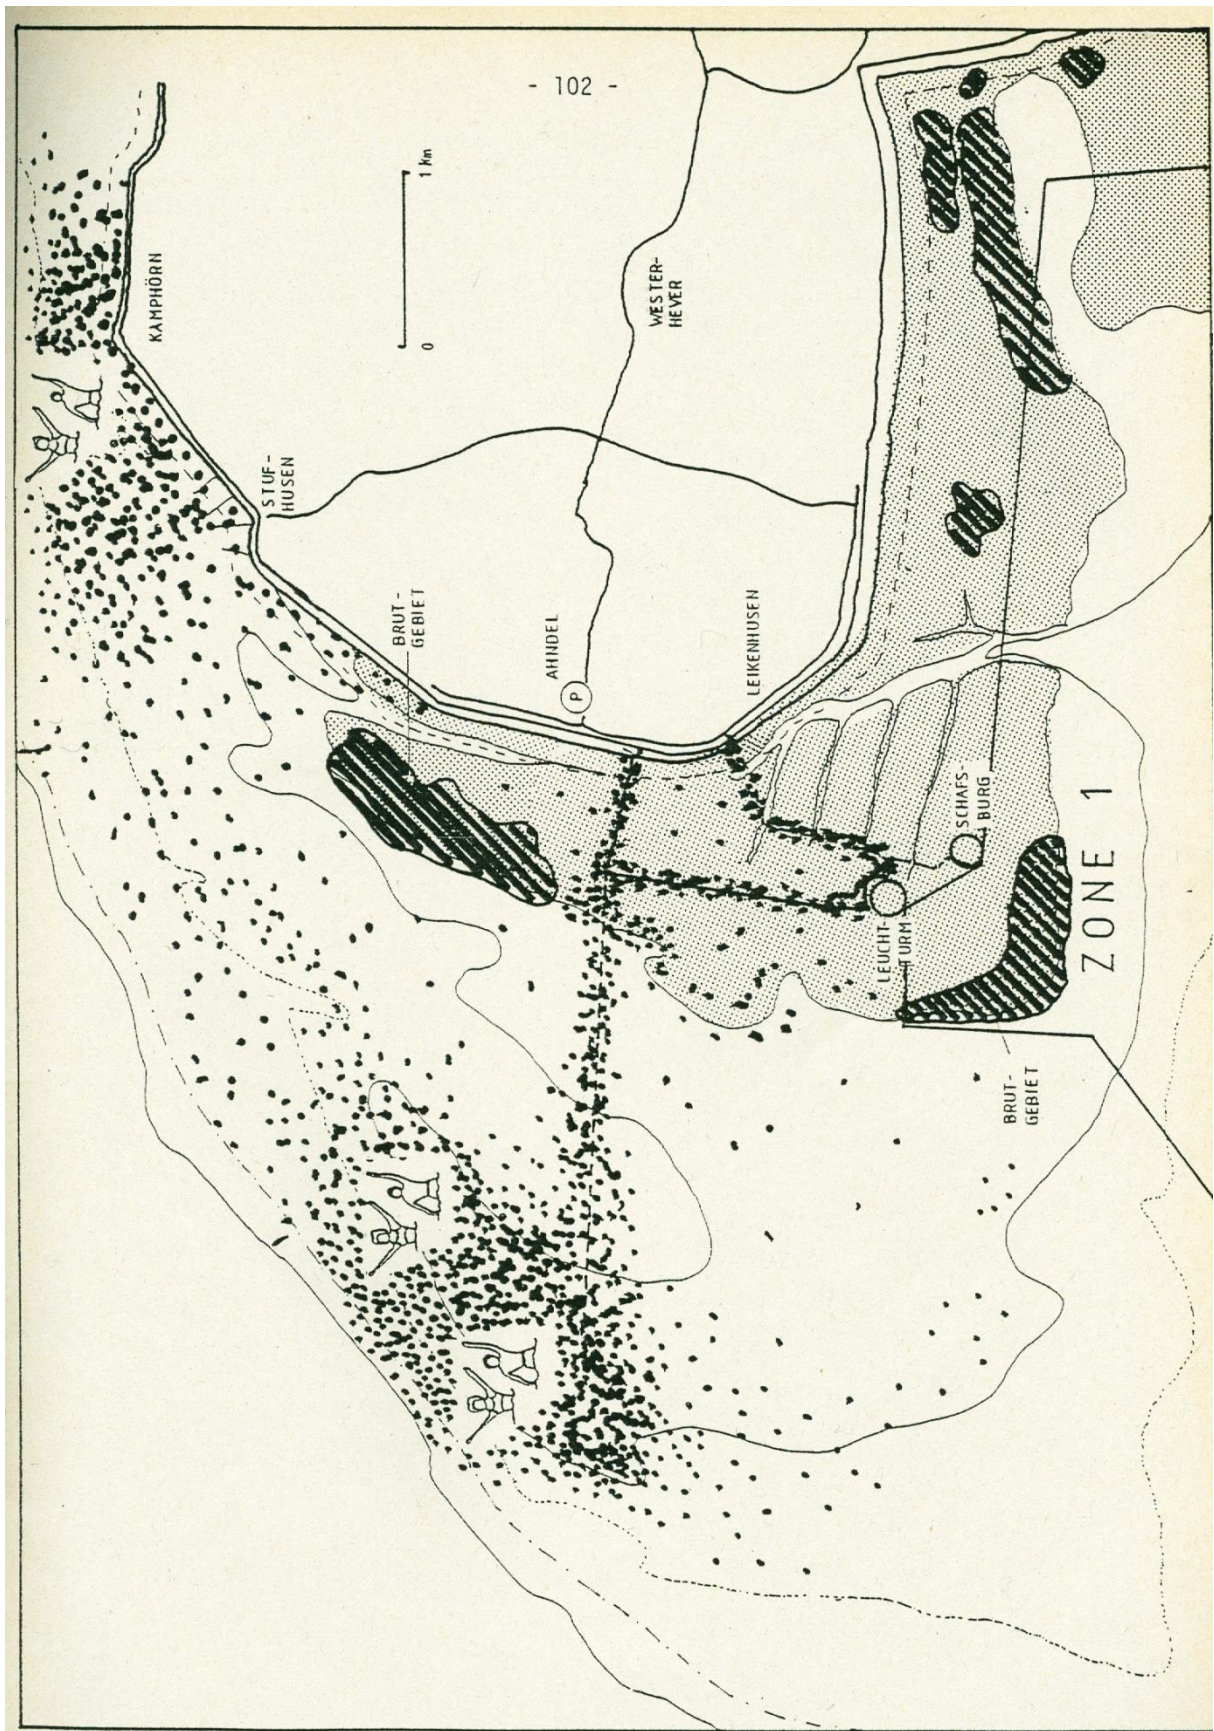 - 102 -
KAMPHÖRN
0
1 km
WESTER-
HEVER
STUF-
HUSEN
BRUT-
GEBIET
AHNDEL
P
LEIKENHUSEN
SCHAFS-
BURG
LEUCHT-
TURM
ZONE 1
BRUT-
GEBIET